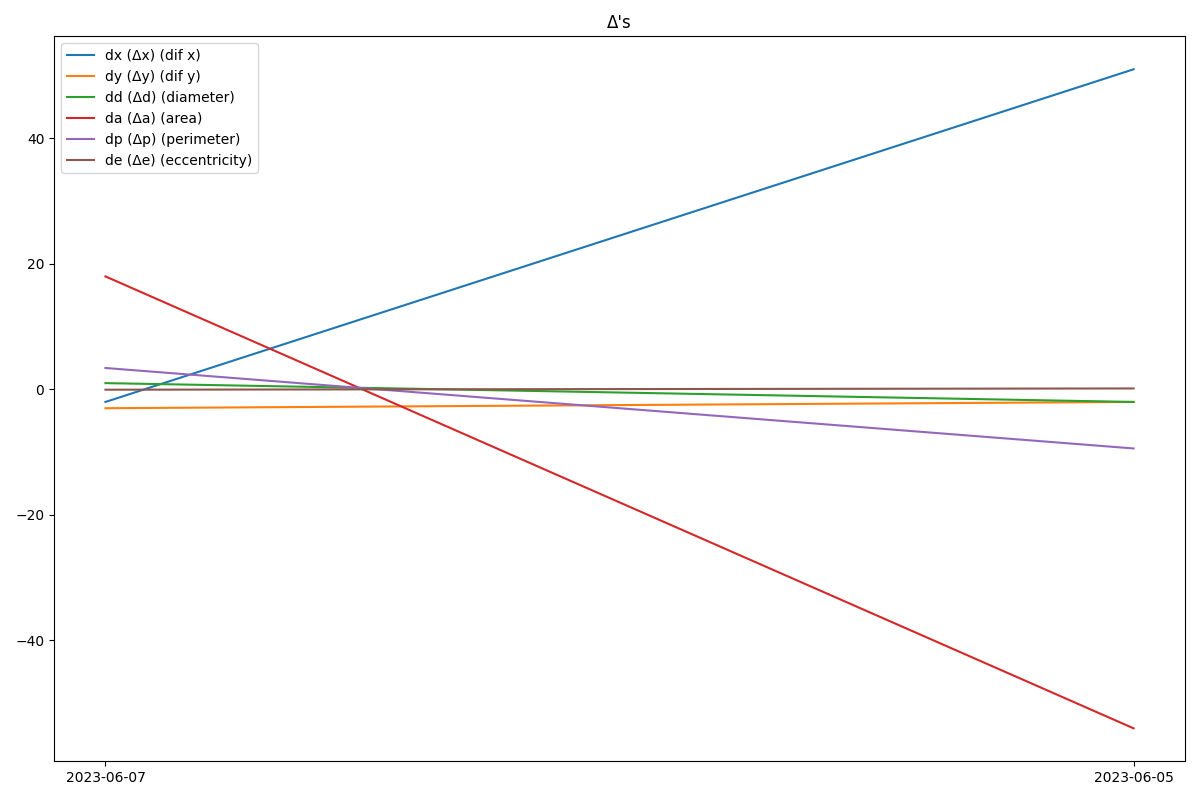 Δ's
dx (Δx) (dif x)
dy (Δy) (dif y)
dd (Δd) (diameter)
da (Δa) (area)
dp (Δp) (perimeter)
de (Δe) (eccentricity)
40
20
0
−20
−40
2023-06-07 2023-06-05